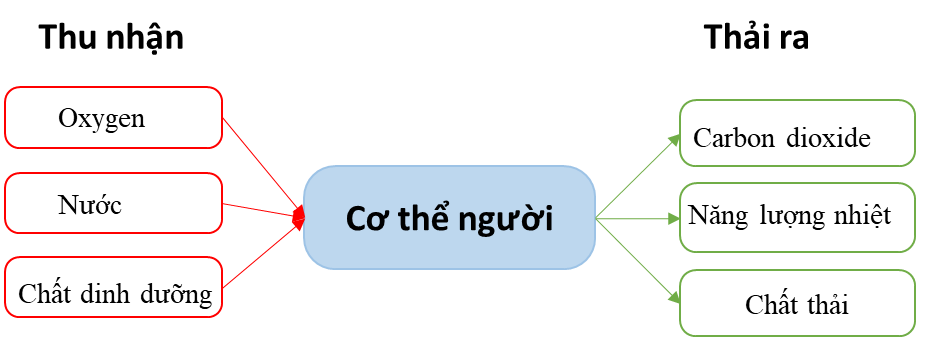 Thu nhận
Thải ra
Oxygen
Nước
Chất dinh dưỡng
Cơ thể người
Carbon dioxide
Năng lượng nhiệt
Chất thải